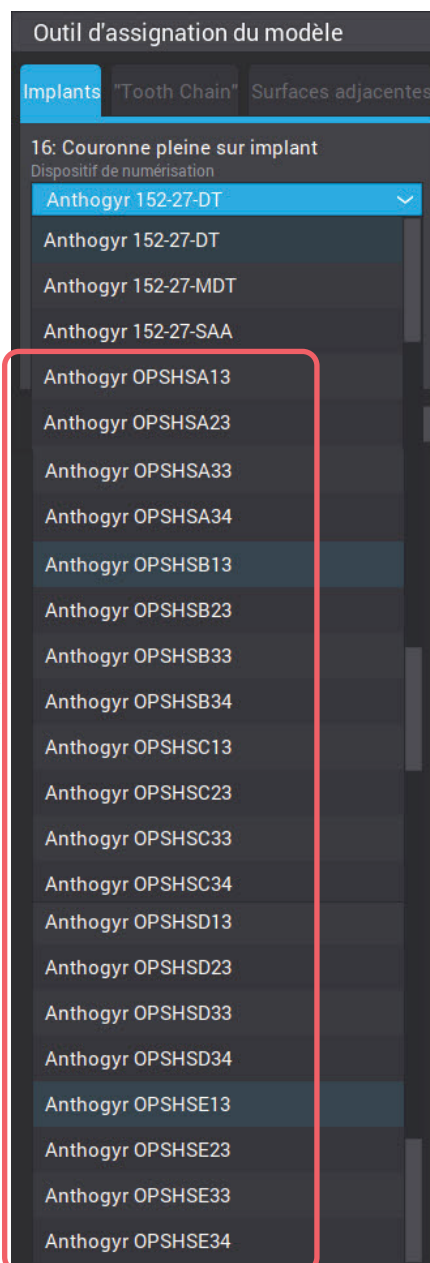 Outil d'assignation du modèle
Implants "Tooth Chain" Surfaces adjacentes
16: Couronne pleine sur implant
Dispositif de numérisation
Anthogyr 152-27-DT
Anthogyr 152-27-DT
Anthogyr 152-27-MDT
Anthogyr 152-27-SAA
Anthogyr OPSHSA13
Anthogyr OPSHSA23
Anthogyr OPSHSA33
Anthogyr OPSHSA34
Anthogyr OPSHSB13
Anthogyr OPSHSB23
Anthogyr OPSHSB33
Anthogyr OPSHSB34
Anthogyr OPSHSC13
Anthogyr OPSHSC23
Anthogyr OPSHSC33
Anthogyr OPSHSC34
Anthogyr OPSHSD13
Anthogyr OPSHSD23
Anthogyr OPSHSD33
Anthogyr OPSHSD34
Anthogyr OPSHSE13
Anthogyr OPSHSE23
Anthogyr OPSHSE33
Anthogyr OPSHSE34